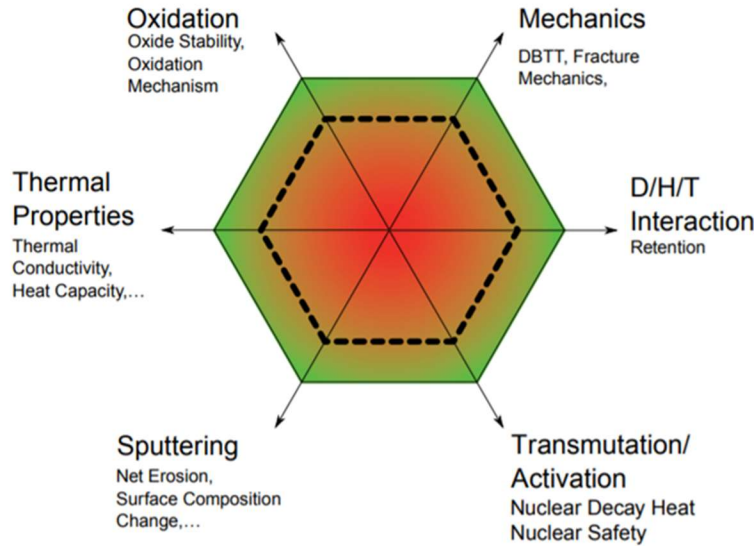 Oxidation
Oxide Stability,
Oxidation
Mechanism
Mechanics
DBTT, Fracture
Mechanics,
Thermal
Properties
Thermal
Conductivity,
Heat Capacity,...
D/H/T
Interaction
Retention
Sputtering
Net Erosion,
Surface Composition
Change,...
Transmutation/
Activation
Nuclear Decay Heat
Nuclear Safety